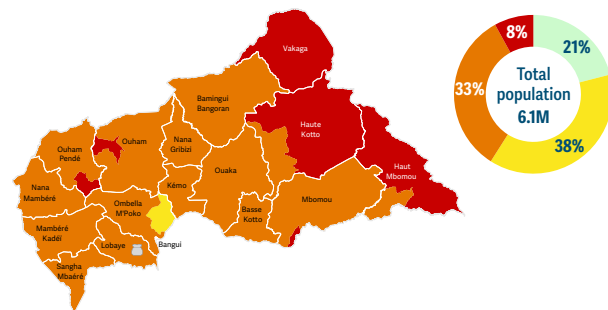 Vakaga
Bamingui
Bangoran
Haute
Kotto
Ouham
Pendé
Ouham
Nana
Gribizi
Ouaka
Haut
Mbomou
Nana
Mambéré
Kémo
Ombella
M'Poko
Mbomou
Basse
Kotto
Mambéré
Kadéï
Lobaye
Bangui
Sangha
Mbaéré
8%
21%
33%
38%
Total
population
6.1M